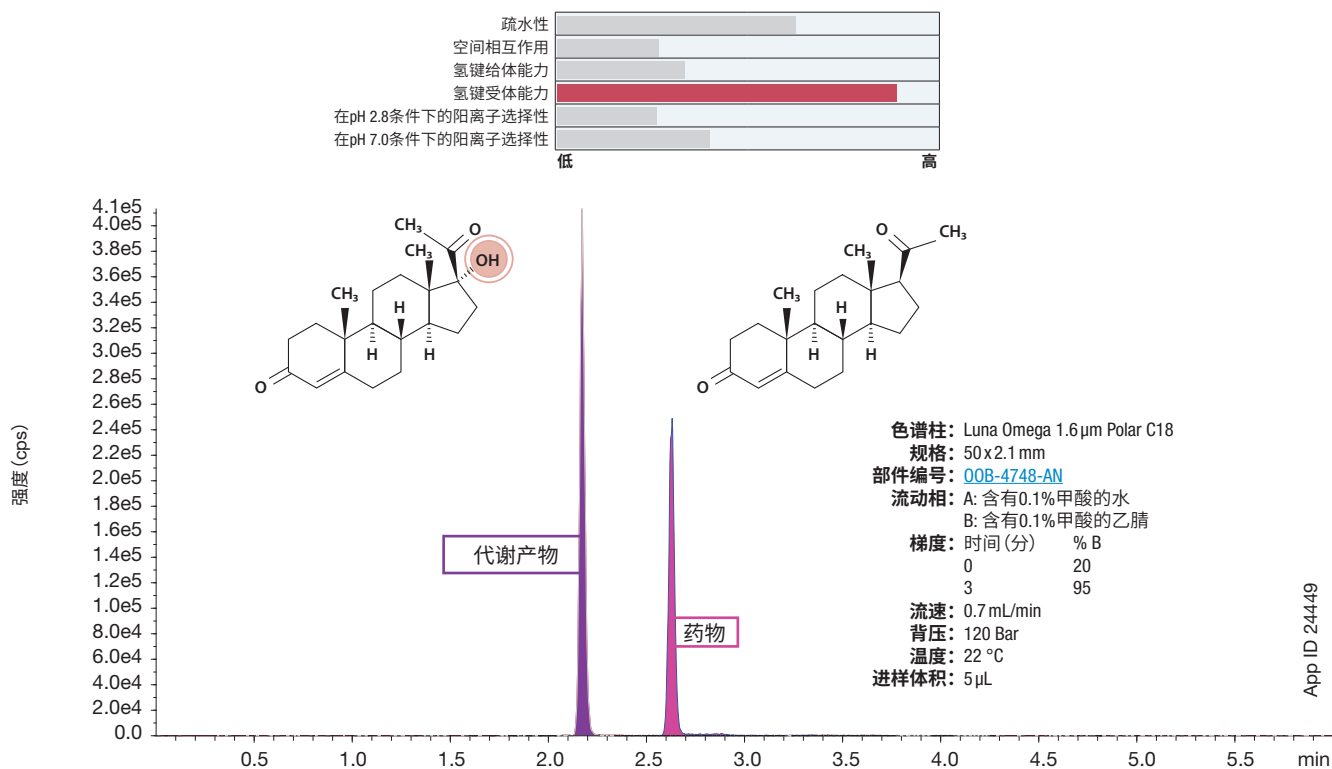 疏水性
空间相互作用
氢键给体能力
氢键受体能力
在pH 2.8条件下的阳离子选择性
在pH 7.0条件下的阳离子选择性
低 高
4.1e5
4.0e5
3.8e5
3.6e5
3.4e5
3.2e5
3.0e5
2.8e5
2.6e5
2.4e5
2.2e5
2.0e5
1.8e5
1.6e5
1.4e5
1.2e5
1.0e5
8.0e4
6.0e4
4.0e4
2.0e4
0.0
强度 (cps)
CH3
O
CH3
OH
CH3
H
H
H
O
O
CH3
CH3
CH3
H
H
H
O
代谢产物
药物
色谱柱: Luna Omega 1.6 μm Polar C18
规格: 50 x 2.1 mm
部件编号: 00B-4748-AN
流动相: A: 含有0.1%甲酸的水
B: 含有0.1%甲酸的乙腈
梯度: 时间 (分) % B
0 20
3 95
流速: 0.7 mL/min
背压: 120 Bar
温度: 22 °C
进样体积: 5 μL
App ID 24449
0.5 1.0 1.5 2.0 2.5 3.0 3.5 4.0 4.5 5.0 5.5 min